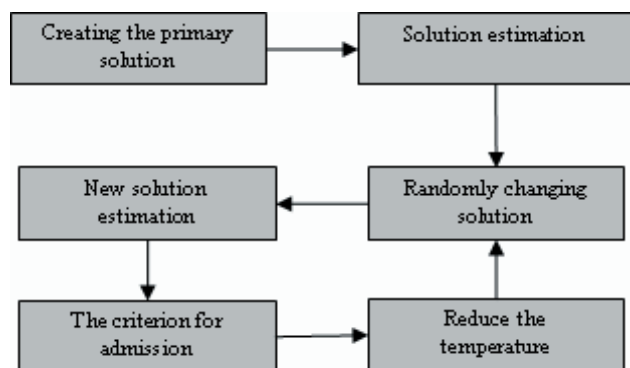 Creating the primary
solution
Solution estimation
New solution
estimation
Randomly changing
solution
The criterion for
admission
Reduce the
temperature